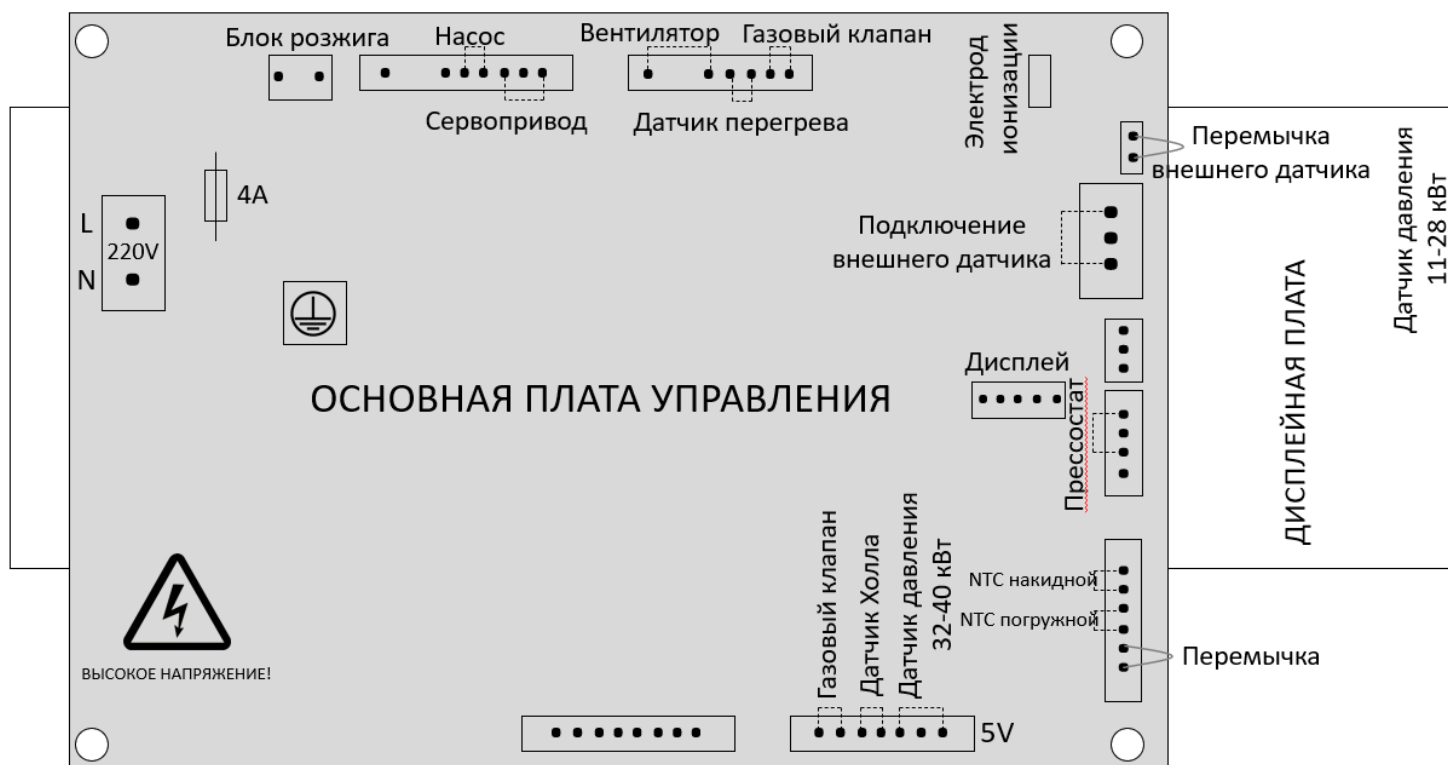 Блок розжига
Насос
Вентилятор
Газовый клапан
Электрод
ионизации
Сервопривод
Датчик перегрева
Перемычка
внешнего датчика
4A
L
220V
N
Подключение
внешнего датчика
Датчик давления
11-28 кВт
ДИСПЛЕЙНАЯ ПЛАТА
Дисплей
ОСНОВНАЯ ПЛАТА УПРАВЛЕНИЯ
Прессостат
Газовый клапан
Датчик Холла
Датчик давления
32-40 кВт
NTC накидной
NTC погружной
Перемычка
ВЫСОКОЕ НАПРЯЖЕНИЕ!
5V